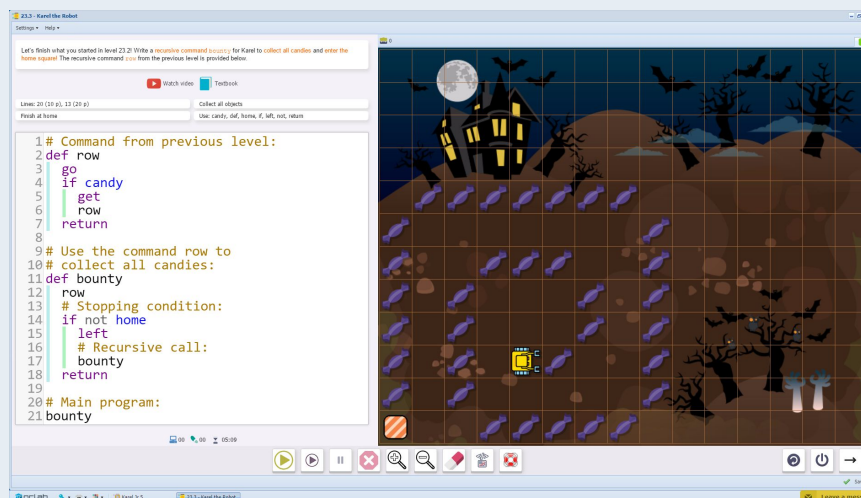 23.3 - Karel the Robot
Settings Help
Let's finish what you started in level 23.2! Write a recursive command bounty for Karel to collect all candies and enter the
home square! The recursive command row from the previous level is provided below.
Watch video Textbook
Lines: 20 (10 p), 13 (20 p) Collect all objects
Finish at home Use: candy, def, home, if, left, not, return
0
1 # Command from previous level:
2 def row
3 go
4 if candy
5 get
6 row
7 return
8
9 # Use the command row to
10 # collect all candies:
11 def bounty
12 row
13 # Stopping condition:
14 if not home
15 left
16 # Recursive call:
17 bounty
18 return
19
20 # Main program:
21 bounty
00 00 05:09
23.3 - Karel the Robot